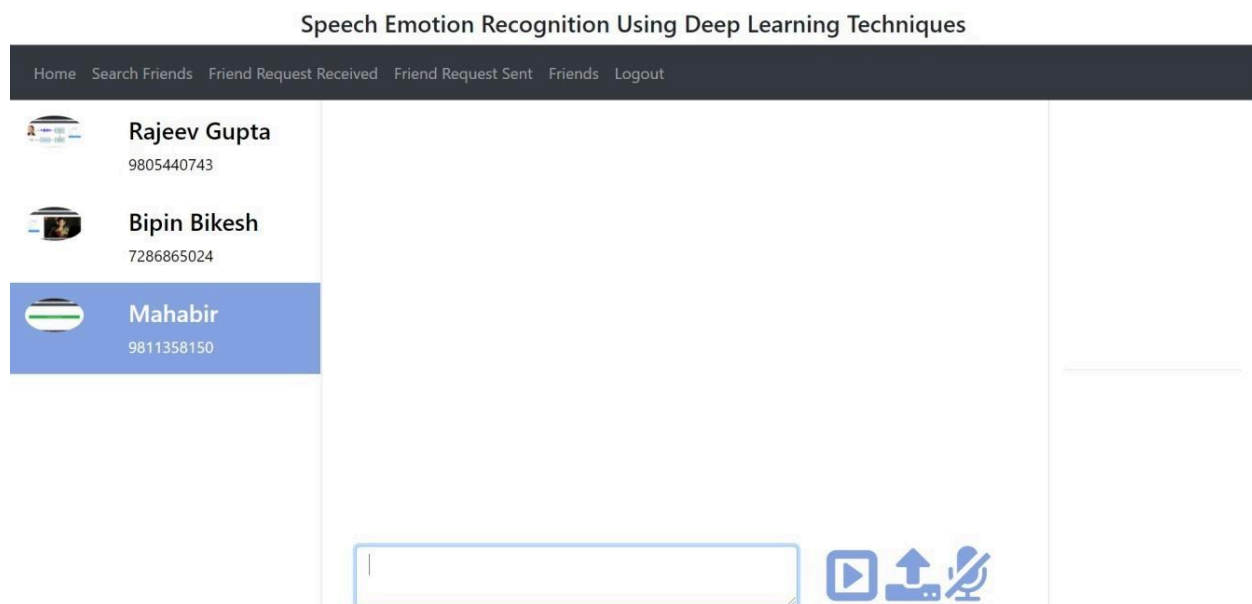 Speech Emotion Recognition Using Deep Learning Techniques
Home Search Friends Friend Request Received Friend Request Sent Friends Logout
Rajeev Gupta
9805440743
Bipin Bikesh
7286865024
Mahabir
9811358150